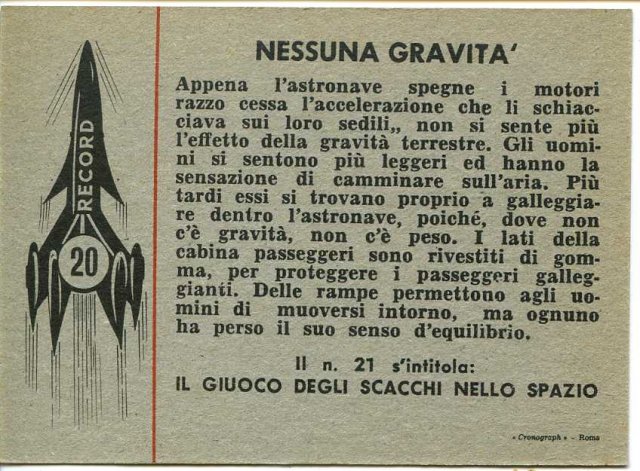 NESSUNA GRAVITA'
Appena l'astronave spegne i motori
razzo cessa l'accelerazione che li schiac-
ciava sui loro sedili,, non si sente più
l'effetto della gravità terrestre. Gli uomi-
ni si sentono più leggeri ed hanno la
sensazione di camminare sull'aria. Più
tardi essi si trovano proprio a galleggia-
re dentro l'astronave, poiché, dove non
c'è gravità, non c'è peso. I lati della
cabina passeggeri sono rivestiti di gom-
ma, per proteggere i passeggeri galleg-
gianti. Delle rampe permettono agli uo-
mini di muoversi intorno, ma ognuno
ha perso il suo senso d'equilibrio.
Il n. 21 s'intitola:
IL GIUOCO DEGLI SCACCHI NELLO SPAZIO
« Cronograph » - Roma
RECORD
20